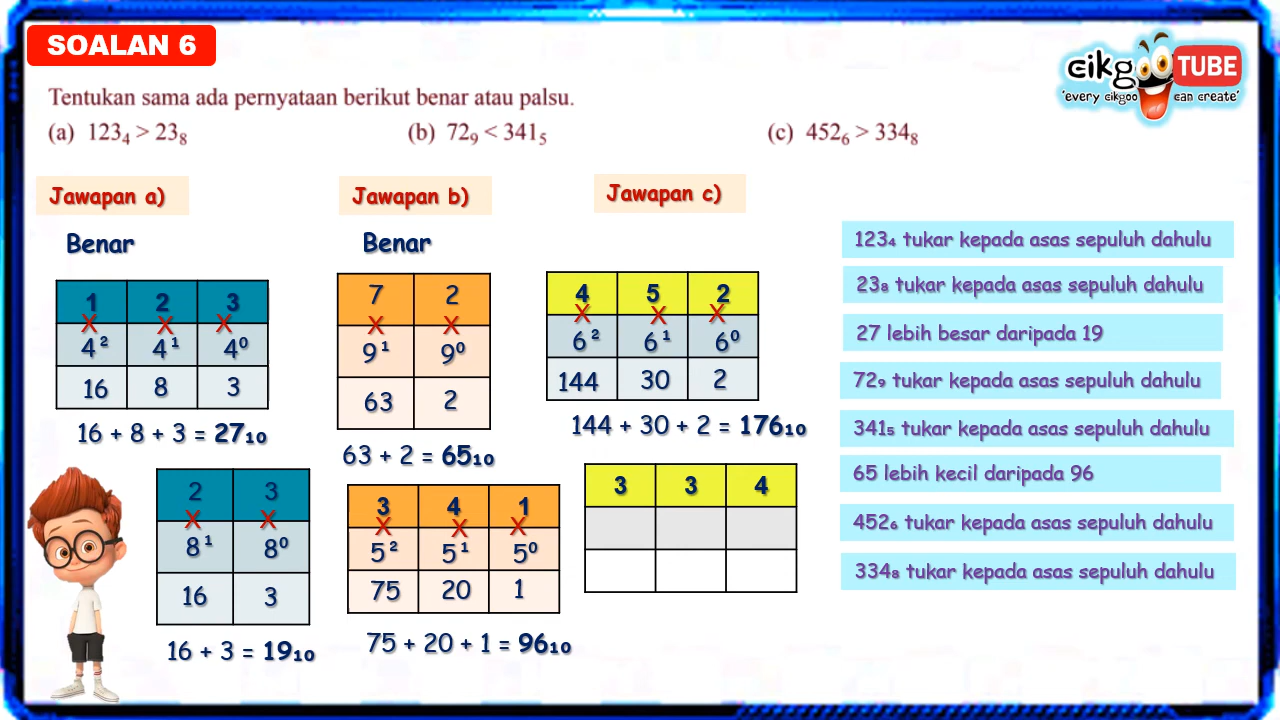 SOALAN 6
cikgoo TUBE
'every cikgoo can create'
Tentukan sama ada pernyataan berikut benar atau palsu.
(a) 123₄ > 23₈ (b) 72₉ < 341₅ (c) 452₆ > 334₈
Jawapan a)
Benar
1 2 3
X X X
4² 4¹ 4⁰
16 8 3
16 + 8 + 3 = 27₁₀
2 3
X X
8¹ 8⁰
16 3
16 + 3 = 19₁₀
Jawapan b)
Benar
7 2
X X
9¹ 9⁰
63 2
63 + 2 = 65₁₀
3 4 1
X X X
5² 5¹ 5⁰
75 20 1
75 + 20 + 1 = 96₁₀
Jawapan c)
4 5 2
X X X
6² 6¹ 6⁰
144 30 2
144 + 30 + 2 = 176₁₀
3 3 4
123₄ tukar kepada asas sepuluh dahulu
23₈ tukar kepada asas sepuluh dahulu
27 lebih besar daripada 19
72₉ tukar kepada asas sepuluh dahulu
341₅ tukar kepada asas sepuluh dahulu
65 lebih kecil daripada 96
452₆ tukar kepada asas sepuluh dahulu
334₈ tukar kepada asas sepuluh dahulu